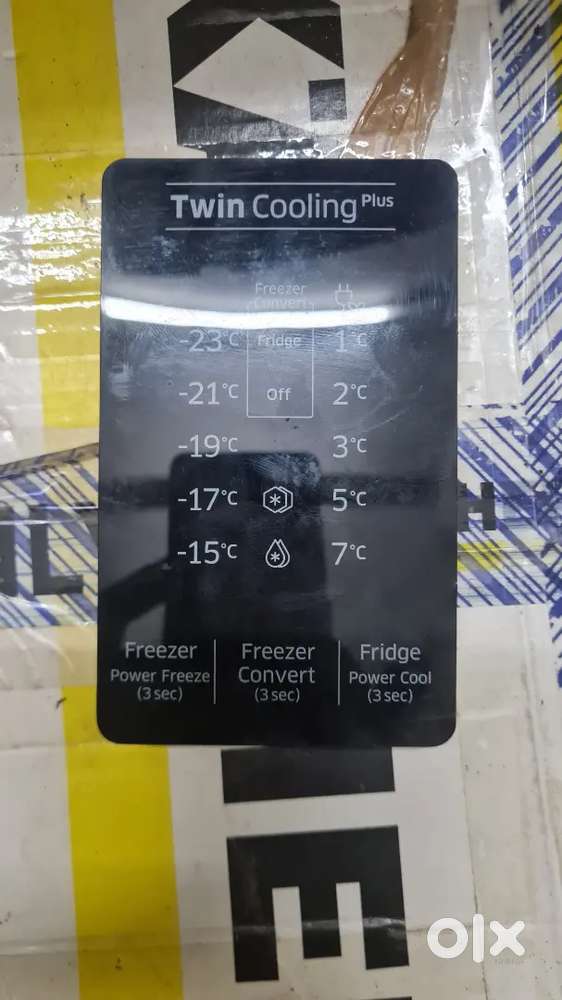 Twin Cooling Plus
Freezer
Convert
-23°C Fridge 1°C
-21°C Off 2°C
-19°C 3°C
-17°C 5°C
-15°C 7°C
Freezer
Power Freeze
(3 sec)
Freezer
Convert
(3 sec)
Fridge
Power Cool
(3 sec)
olx